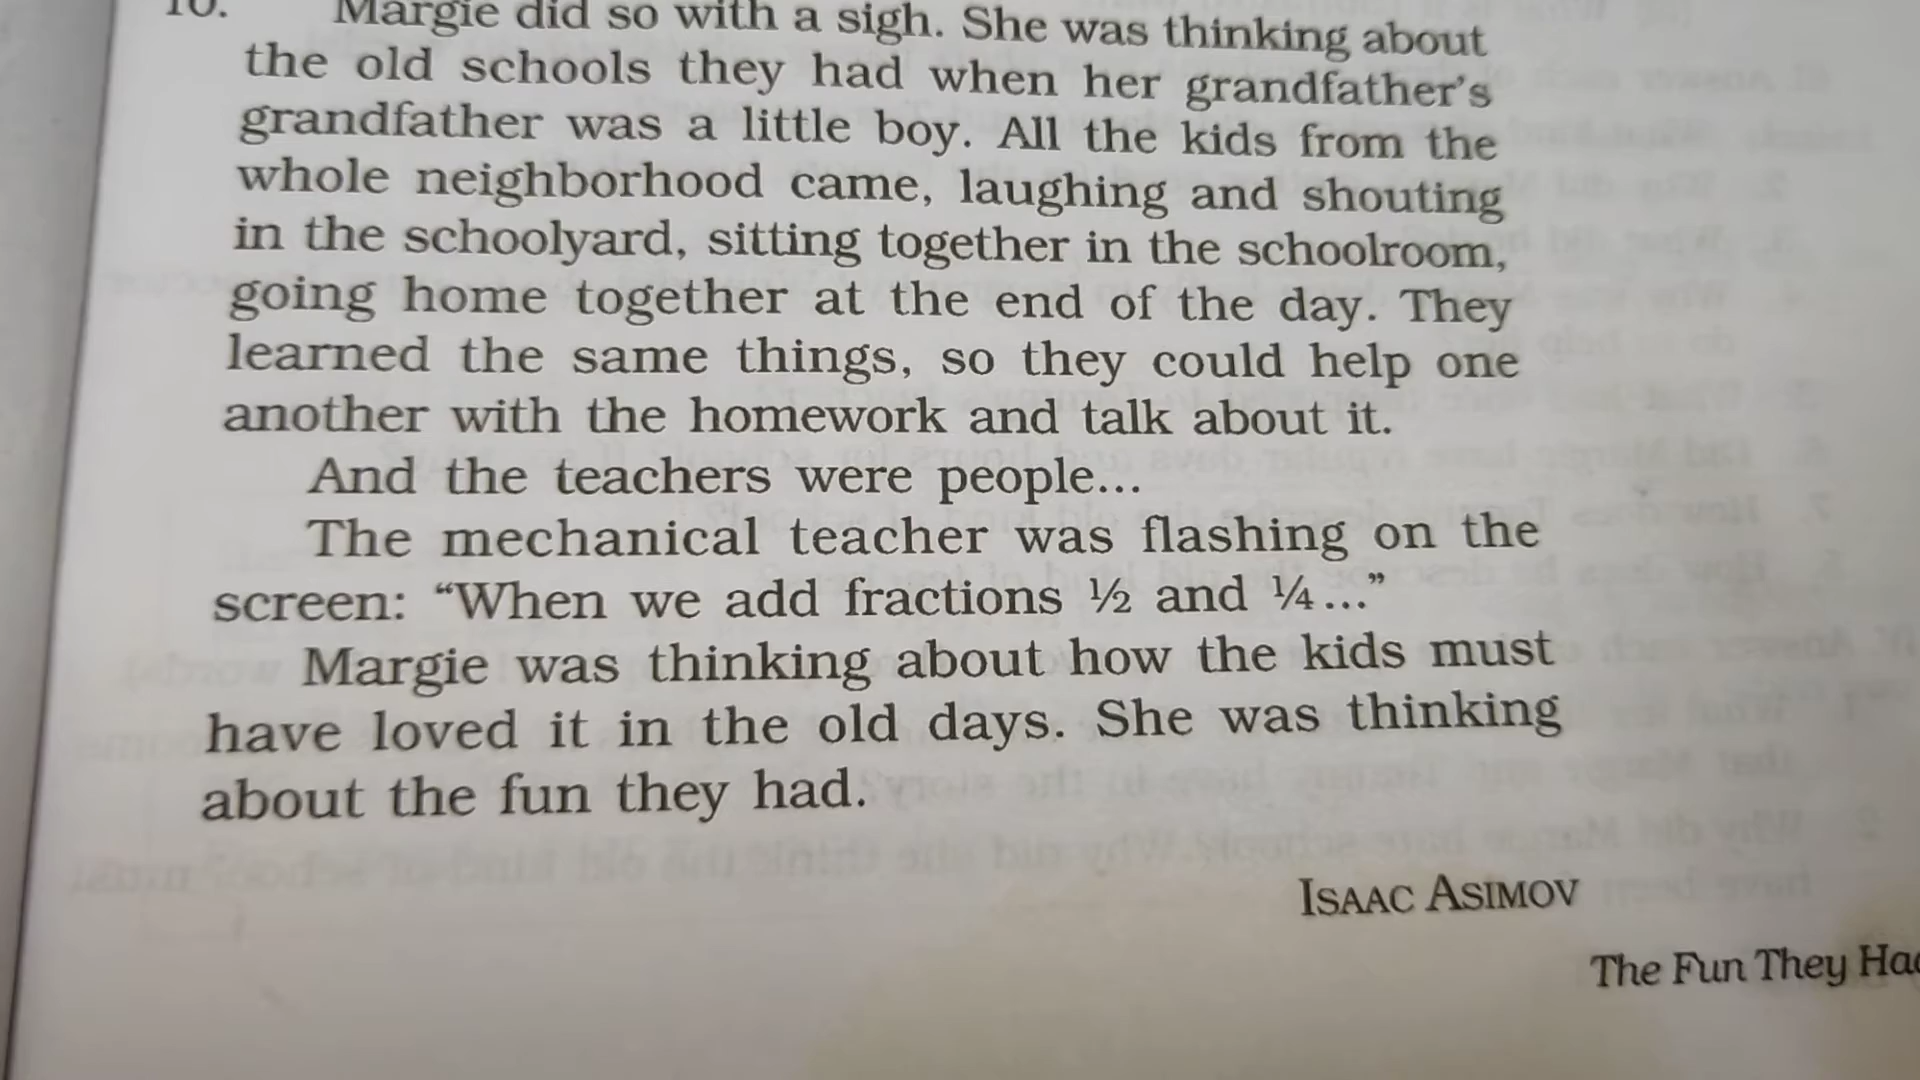 10. Margie did so with a sigh. She was thinking about
the old schools they had when her grandfather's
grandfather was a little boy. All the kids from the
whole neighborhood came, laughing and shouting
in the schoolyard, sitting together in the schoolroom,
going home together at the end of the day. They
learned the same things, so they could help one
another with the homework and talk about it.
And the teachers were people...
The mechanical teacher was flashing on the
screen: “When we add fractions ½ and ¼...”
Margie was thinking about how the kids must
have loved it in the old days. She was thinking
about the fun they had.
ISAAC ASIMOV
The Fun They Had